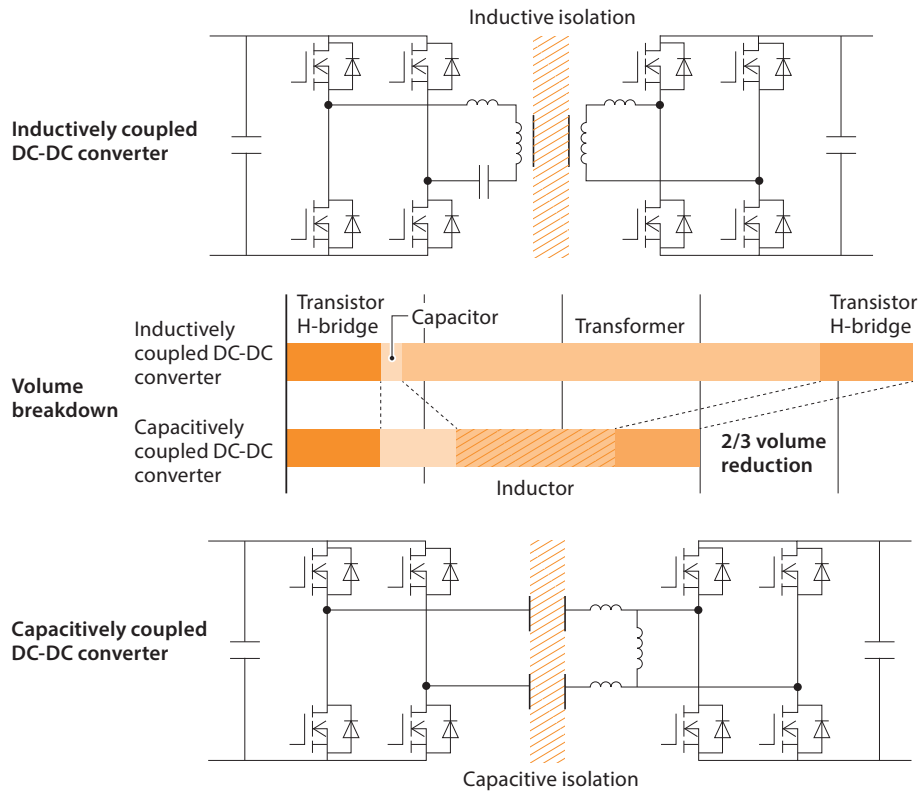 Inductive isolation
Inductively coupled
DC-DC converter
Transistor
H-bridge
Capacitor
Transformer
Transistor
H-bridge
Inductively
coupled DC-DC
converter
Volume
breakdown
Capacitively
coupled DC-DC
converter
2/3 volume
reduction
Inductor
Capacitively coupled
DC-DC converter
Capacitive isolation